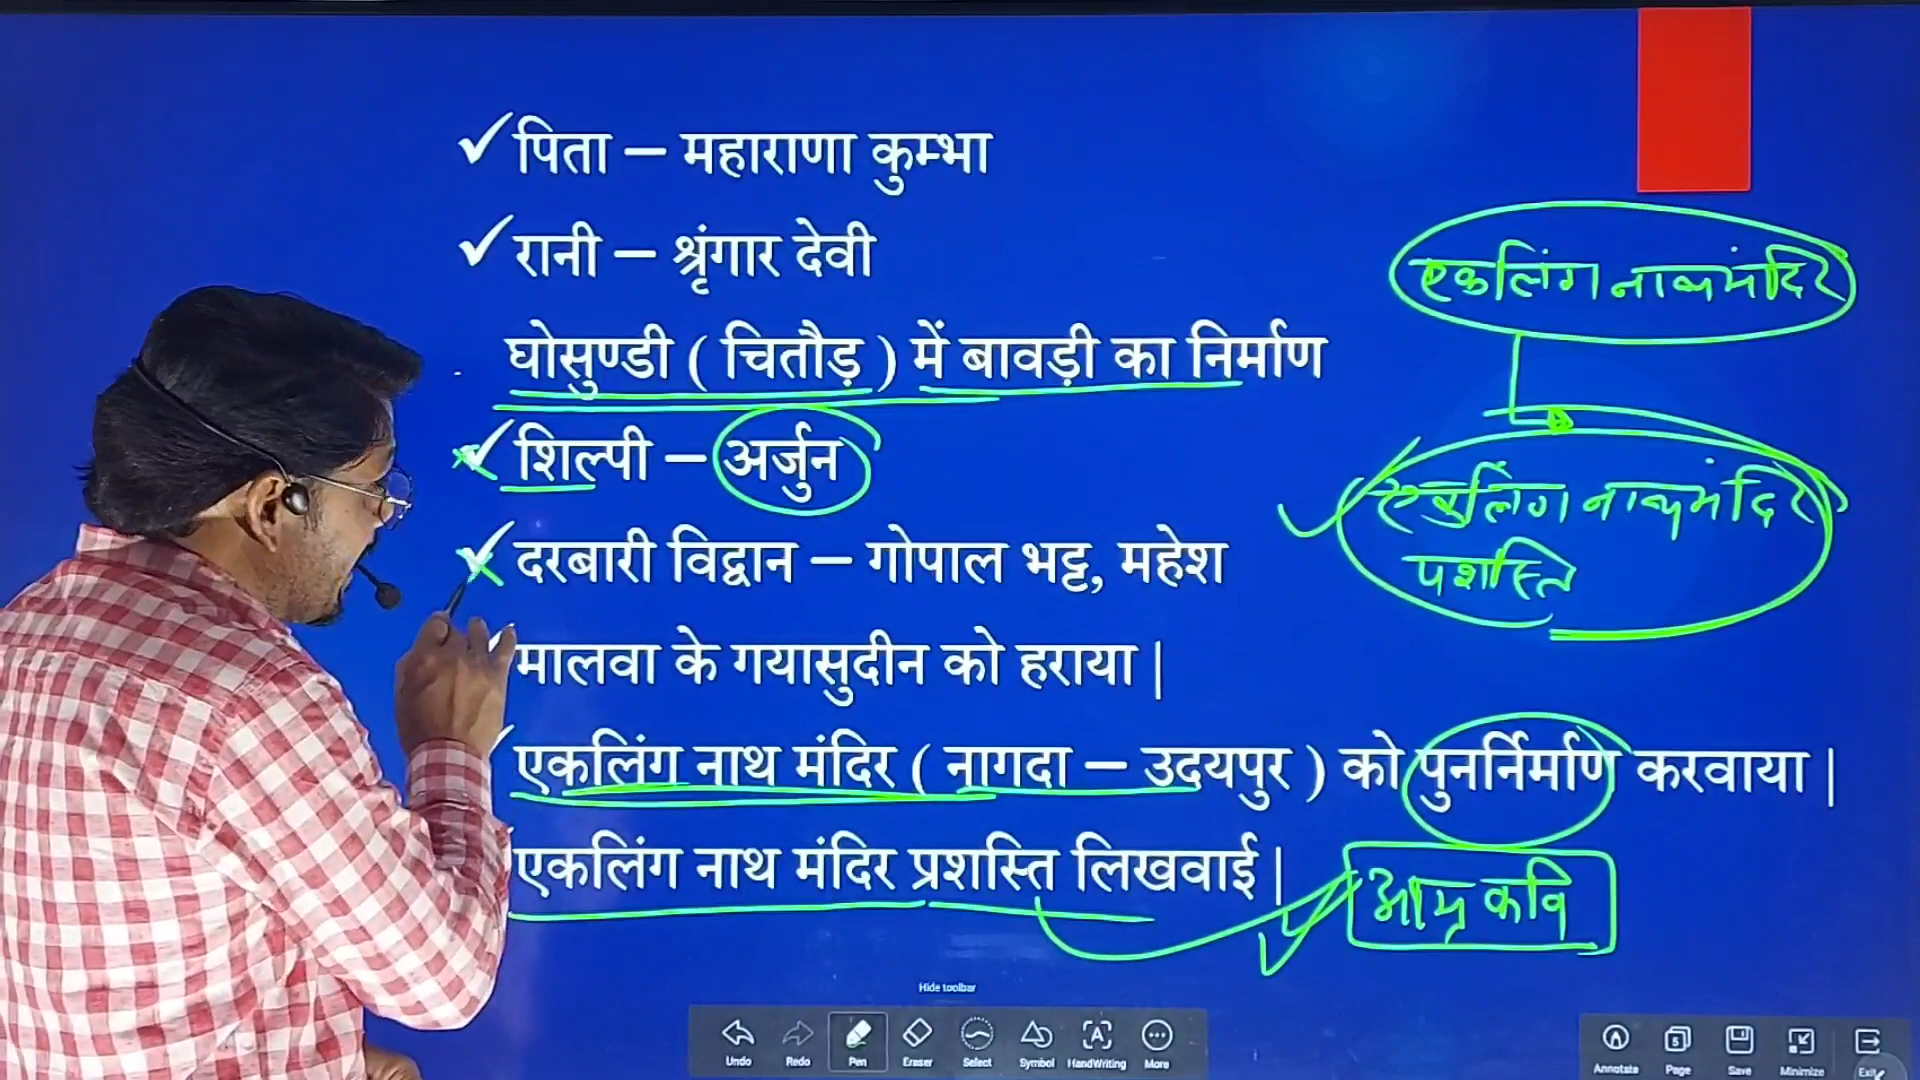 पिता – महाराणा कुम्भा
रानी – श्रृंगार देवी
घोसुण्डी ( चितौड़ ) में बावड़ी का निर्माण
शिल्पी – अर्जुन
दरबारी विद्वान – गोपाल भट्ट, महेश
मालवा के गयासुदीन को हराया |
एकलिंग नाथ मंदिर ( नागदा – उदयपुर ) को पुनर्निर्माण करवाया |
एकलिंग नाथ मंदिर प्रशस्ति लिखवाई |
एकलिंग नाथ मंदिर
एकलिंग नाथ मंदिर
प्रशस्ति
आम्र कवि
Hide toolbar
Undo Redo Pen Eraser Select Symbol HandWriting More
Annotate Page Save Minimize Exit